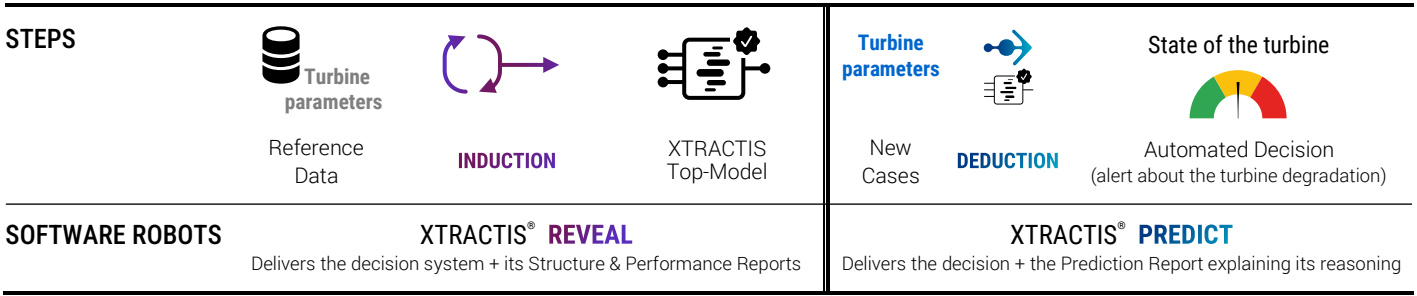 STEPS
Turbine
parameters
Reference
Data
INDUCTION
XTRACTIS
Top-Model
Turbine
parameters
New
Cases
DEDUCTION
State of the turbine
Automated Decision
(alert about the turbine degradation)
SOFTWARE ROBOTS
XTRACTIS® REVEAL
Delivers the decision system + its Structure & Performance Reports
XTRACTIS® PREDICT
Delivers the decision + the Prediction Report explaining its reasoning